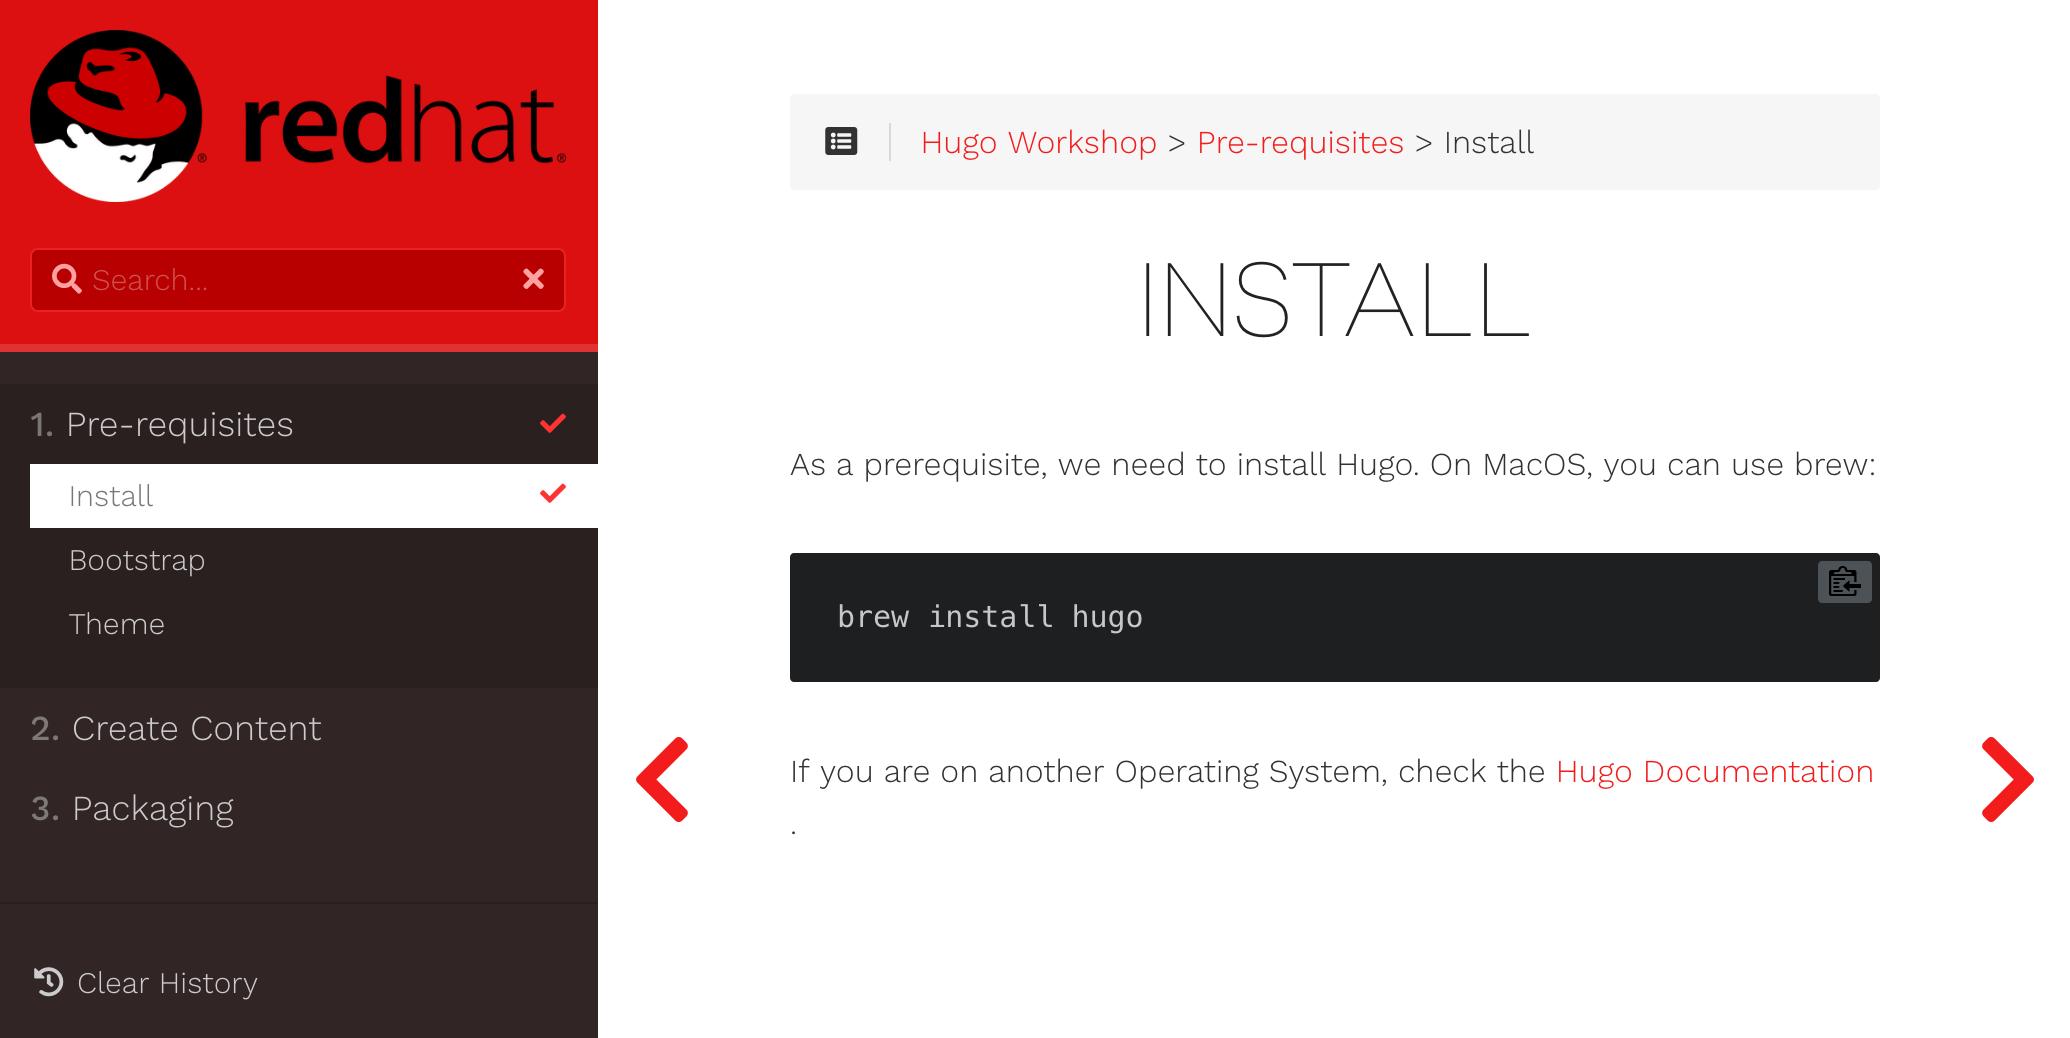 redhat®
Search...
1. Pre-requisites
Install
Bootstrap
Theme
2. Create Content
3. Packaging
Clear History
Hugo Workshop > Pre-requisites > Install
INSTALL
As a prerequisite, we need to install Hugo. On MacOS, you can use brew:
brew install hugo
If you are on another Operating System, check the Hugo Documentation
.